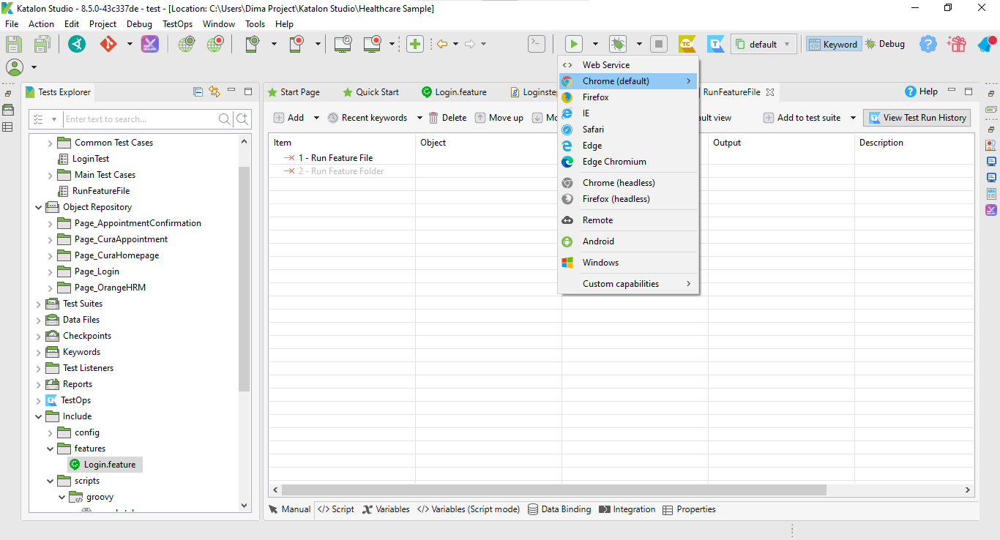 Katalon Studio - 8.5.0-43c337de - test - [Location: C:\Users\Dima Project\Katalon Studio\Healthcare Sample]
File Action Edit Project Debug TestOps Window Tools Help
default Keyword Debug
Tests Explorer
Start Page Quick Start Login.feature Loginste RunFeatureFile Help
Enter text to search...
Add Recent keywords Delete Move up Mo ault view Add to test suite View Test Run History
Item Object Output Description
1 - Run Feature File
2 - Run Feature Folder
Common Test Cases
LoginTest
Main Test Cases
RunFeatureFile
Object Repository
Page_AppointmentConfirmation
Page_CuraAppointment
Page_CuraHomepage
Page_Login
Page_OrangeHRM
Test Suites
Data Files
Checkpoints
Keywords
Test Listeners
Reports
TestOps
Include
config
features
Login.feature
scripts
groovy
Web Service
Chrome (default)
Firefox
IE
Safari
Edge
Edge Chromium
Chrome (headless)
Firefox (headless)
Remote
Android
Windows
Custom capabilities
Manual Script Variables Variables (Script mode) Data Binding Integration Properties